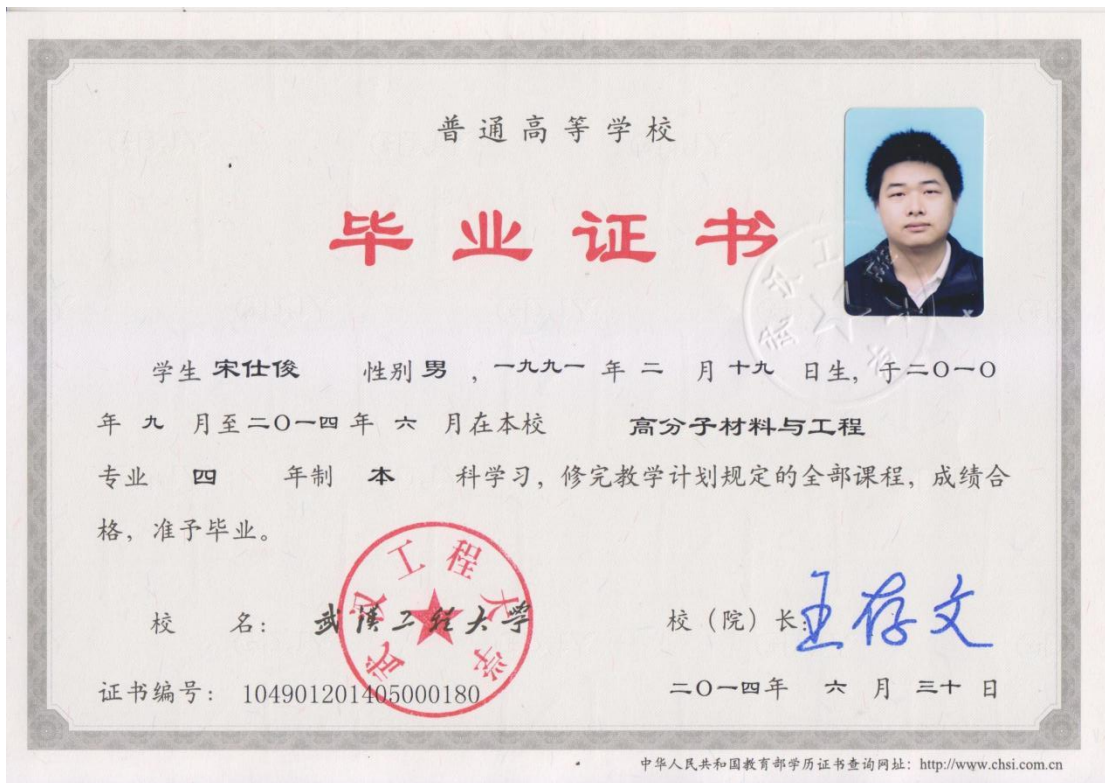 普通高等学校
毕业证书
学生 宋仕俊 性别 男 ，一九九一 年 二 月 十九 日生，于二〇一〇
年 九 月至二〇一四年 六 月在本校 高分子材料与工程
专业 四 年制 本 科学习，修完教学计划规定的全部课程，成绩合
格，准予毕业。
武汉工程大学
校 名： 武汉工程大学
校（院）长：王存文
证书编号： 104901201405000180
二〇一四年 六 月 三十 日
中华人民共和国教育部学历证书查询网址：http://www.chsi.com.cn